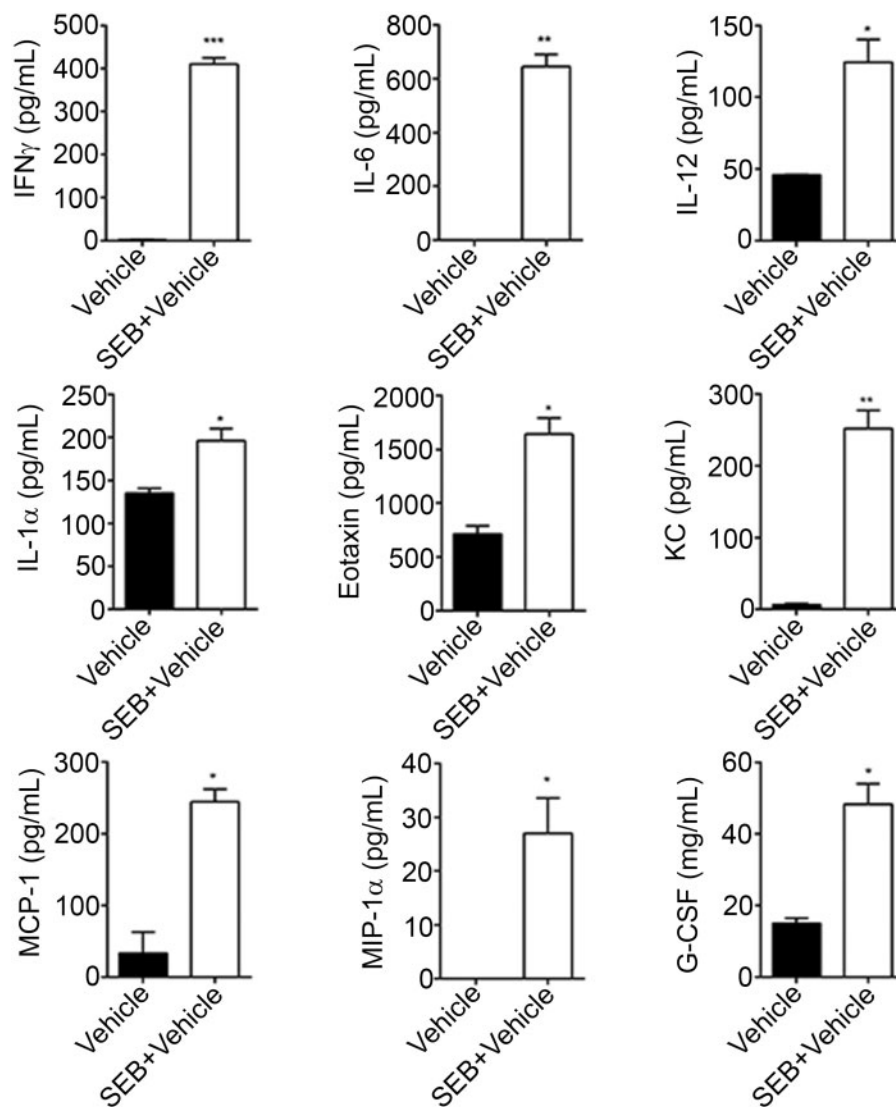 IFNγ (pg/mL)
500
400
300
200
100
0
***
Vehicle
SEB+Vehicle
IL-6 (pg/mL)
800
600
400
200
0
**
Vehicle
SEB+Vehicle
IL-12 (pg/mL)
150
100
50
0
*
Vehicle
SEB+Vehicle
IL-1α (pg/mL)
250
200
150
100
50
0
*
Vehicle
SEB+Vehicle
Eotaxin (pg/mL)
2000
1500
1000
500
0
*
Vehicle
SEB+Vehicle
KC (pg/mL)
300
200
100
0
**
Vehicle
SEB+Vehicle
MCP-1 (pg/mL)
300
200
100
0
*
Vehicle
SEB+Vehicle
MIP-1α (pg/mL)
40
30
20
10
0
*
Vehicle
SEB+Vehicle
G-CSF (mg/mL)
60
40
20
0
*
Vehicle
SEB+Vehicle